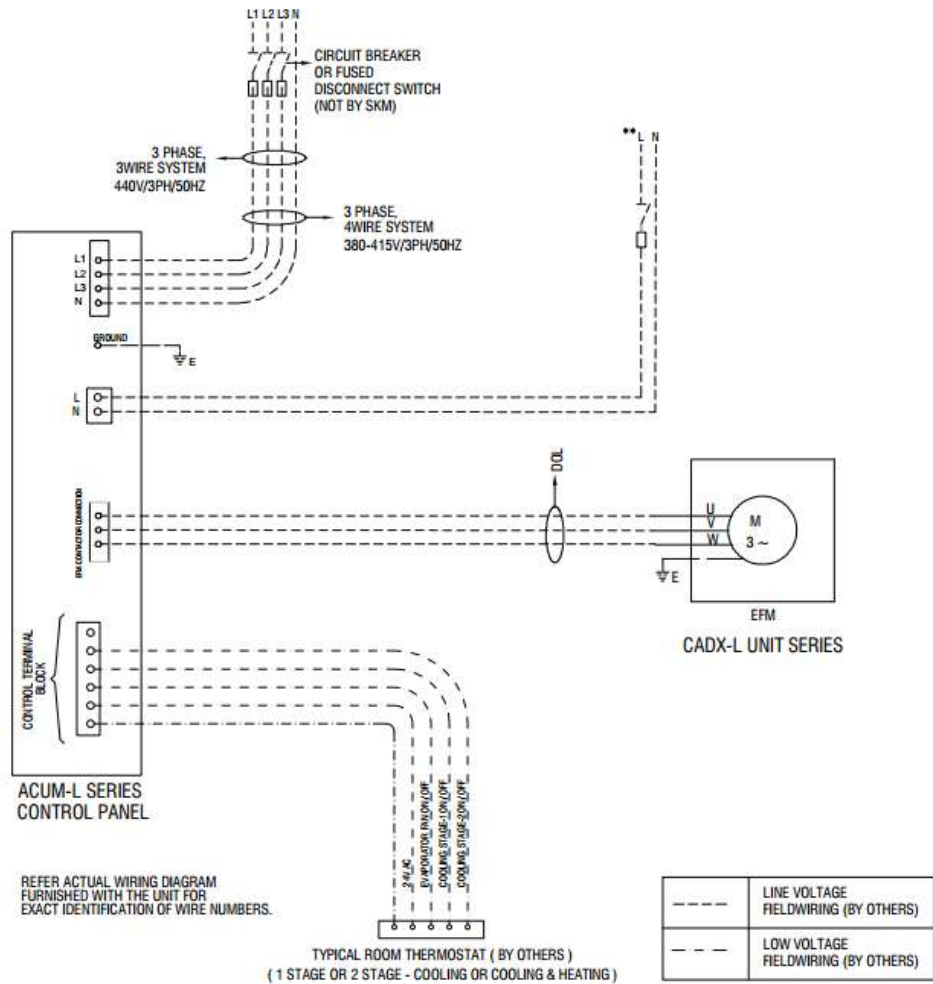 L1 L2 L3 N
CIRCUIT BREAKER
OR FUSED
DISCONNECT SWITCH
(NOT BY SKM)
** L N
3 PHASE,
3WIRE SYSTEM
440V/3PH/50HZ
3 PHASE,
4WIRE SYSTEM
380-415V/3PH/50HZ
L1
L2
L3
N
GROUND
E
L
N
DOL
EFM CONTACTOR CONNECTION
U
V
W
M
3 ~
E
EFM
CADX-L UNIT SERIES
CONTROL TERMINAL
BLOCK
ACUM-L SERIES
CONTROL PANEL
24V AC
EVAPORATOR FAN ON/OFF
COOLING STAGE-1 ON/OFF
COOLING STAGE-2 ON/OFF
REFER ACTUAL WIRING DIAGRAM
FURNISHED WITH THE UNIT FOR
EXACT IDENTIFICATION OF WIRE NUMBERS.
TYPICAL ROOM THERMOSTAT ( BY OTHERS )
( 1 STAGE OR 2 STAGE - COOLING OR COOLING & HEATING )
LINE VOLTAGE
FIELDWIRING (BY OTHERS)
LOW VOLTAGE
FIELDWIRING (BY OTHERS)